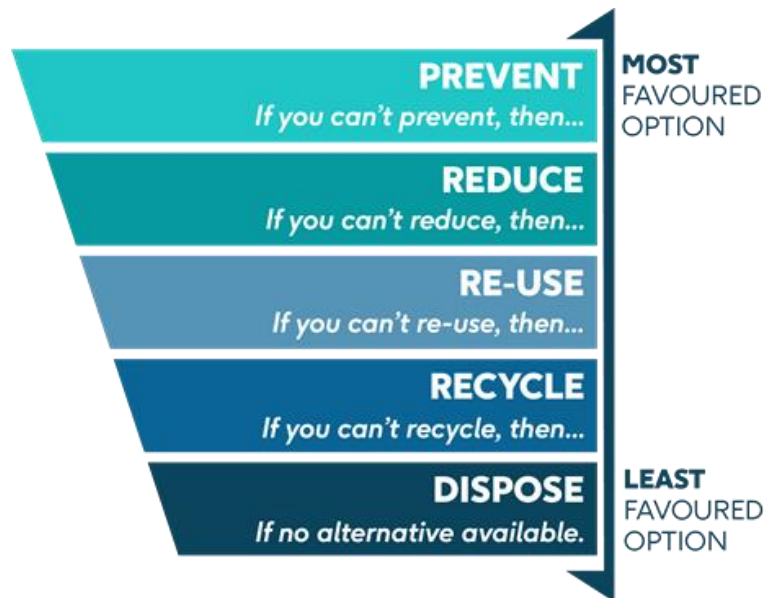 PREVENT
If you can't prevent, then...
MOST
FAVOURED
OPTION
REDUCE
If you can't reduce, then...
RE-USE
If you can't re-use, then...
RECYCLE
If you can't recycle, then...
DISPOSE
If no alternative available.
LEAST
FAVOURED
OPTION